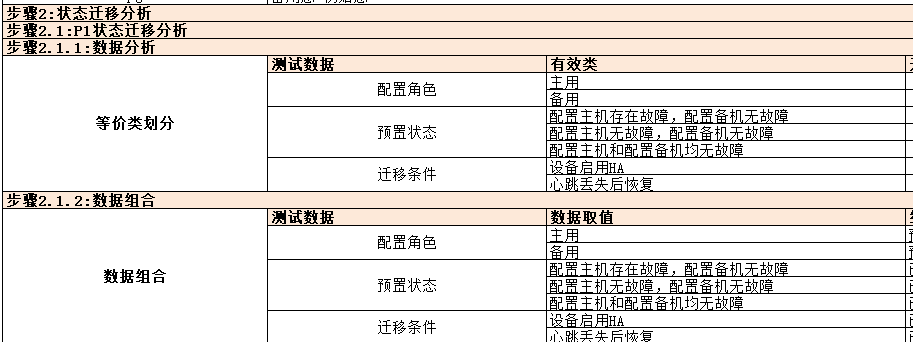 步骤2:状态迁移分析
步骤2.1:P1状态迁移分析
步骤2.1.1:数据分析
等价类划分
测试数据
有效类
配置角色
主用
备用
预置状态
配置主机存在故障，配置备机无故障
配置主机无故障，配置备机无故障
配置主机和配置备机均无故障
迁移条件
设备启用HA
心跳丢失后恢复
步骤2.1.2:数据组合
数据组合
测试数据
数据取值
配置角色
主用
备用
预置状态
配置主机存在故障，配置备机无故障
配置主机无故障，配置备机无故障
配置主机和配置备机均无故障
迁移条件
设备启用HA
心跳丢失后恢复